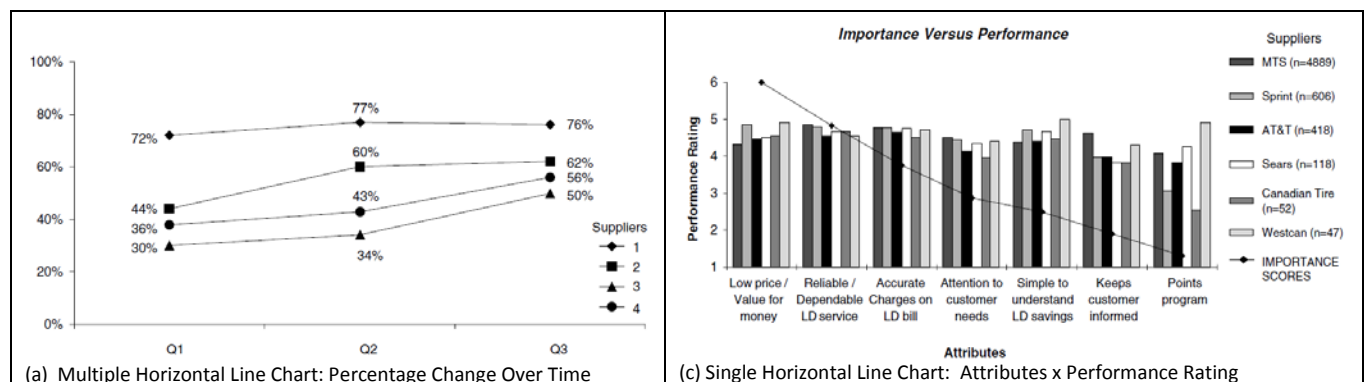 100%
80%
60%
40%
20%
0%
72%
77%
76%
44%
60%
62%
36%
43%
56%
30%
34%
50%
Suppliers
1
2
3
4
Q1
Q2
Q3
(a) Multiple Horizontal Line Chart: Percentage Change Over Time
Importance Versus Performance
Performance Rating
6
5
4
3
2
1
Low price /
Value for
money
Reliable /
Dependable
LD service
Accurate
Charges on
LD bill
Attention to
customer
needs
Simple to
understand
LD savings
Keeps
customer
informed
Points
program
Attributes
Suppliers
MTS (n=4889)
Sprint (n=606)
AT&T (n=418)
Sears (n=118)
Canadian Tire
(n=52)
Westcan (n=47)
IMPORTANCE
SCORES
(c) Single Horizontal Line Chart: Attributes x Performance Rating